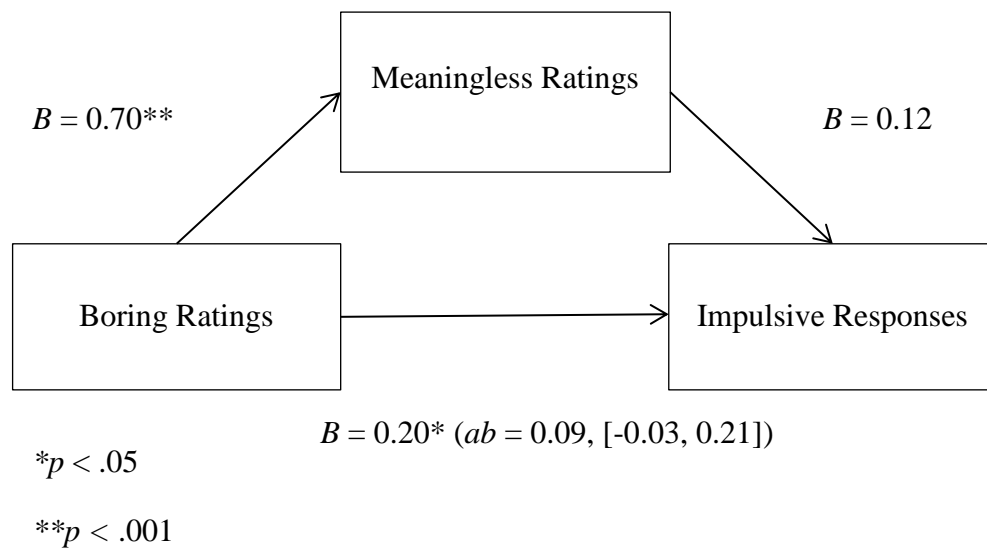 Meaningless Ratings
B = 0.70**
B = 0.12
Boring Ratings
Impulsive Responses
B = 0.20* (ab = 0.09, [-0.03, 0.21])
*p < .05
**p < .001